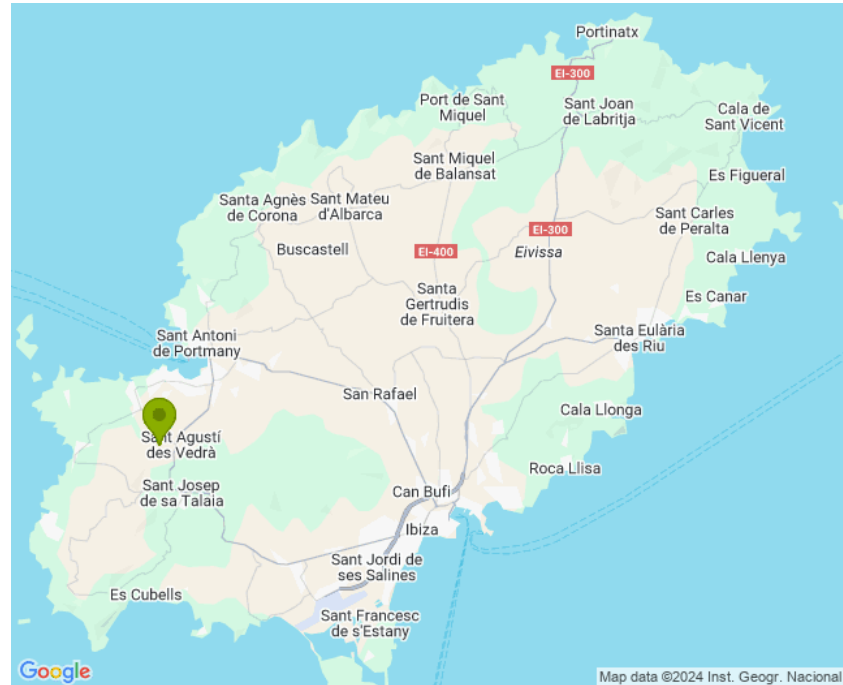 Portinatx
EI-300
Port de Sant
Miquel
Sant Joan
de Labritja
Cala de
Sant Vicent
Sant Miquel
de Balansat
Es Figueral
Santa Agnès
de Corona
Sant Mateu
d'Albarca
Sant Carles
de Peralta
EI-300
Buscastell
EI-400
Eivissa
Cala Llenya
Santa
Gertrudis
de Fruitera
Es Canar
Sant Antoni
de Portmany
Santa Eulària
des Riu
San Rafael
Cala Llonga
Sant Agustí
des Vedrà
Roca Llisa
Sant Josep
de sa Talaia
Can Bufí
Ibiza
Sant Jordi de
ses Salines
Es Cubells
Sant Francesc
de s'Estany
Google
Map data ©2024 Inst. Geogr. Nacional